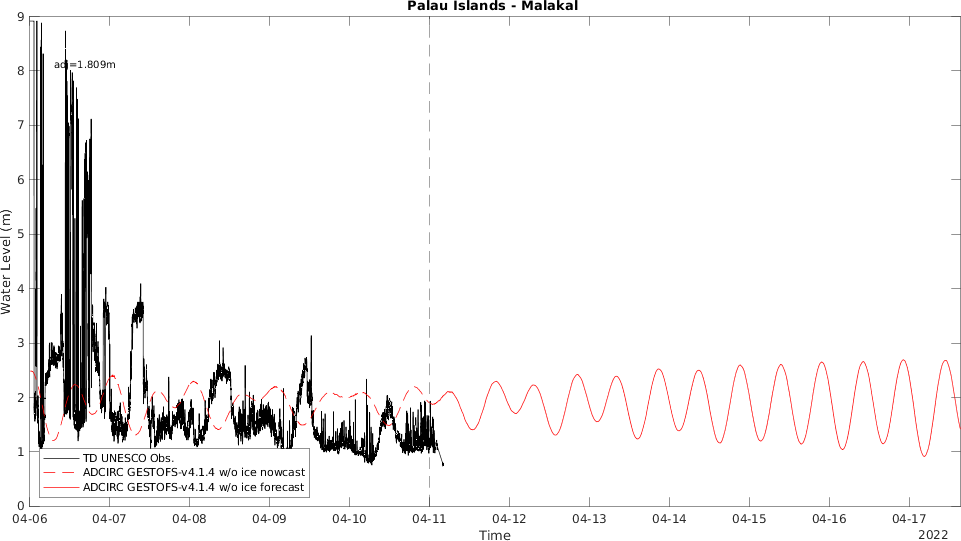 Palau Islands - Malakal
9
8
7
6
5
4
3
2
1
0
Water Level (m)
adj=1.809m
TD UNESCO Obs.
ADCIRC GESTOFS-v4.1.4 w/o ice nowcast
ADCIRC GESTOFS-v4.1.4 w/o ice forecast
04-06 04-07 04-08 04-09 04-10 04-11 04-12 04-13 04-14 04-15 04-16 04-17
Time
2022